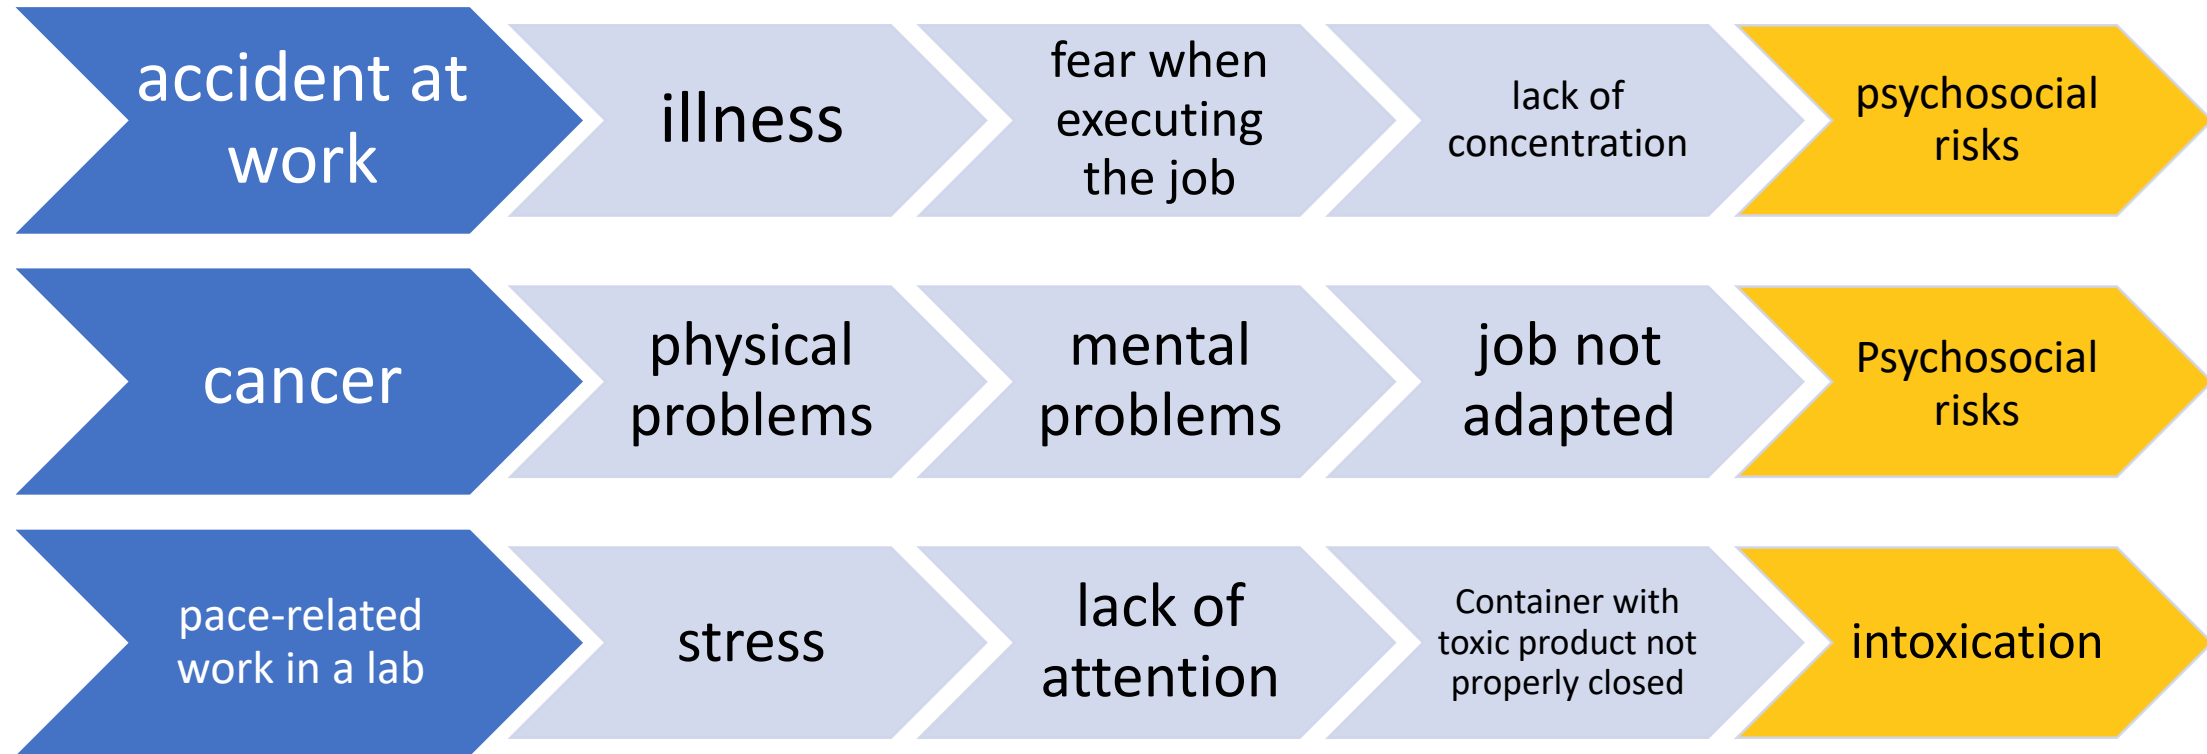 accident at
work
illness
fear when
executing
the job
lack of
concentration
psychosocial
risks
cancer
physical
problems
mental
problems
job not
adapted
Psychosocial
risks
pace-related
work in a lab
stress
lack of
attention
Container with
toxic product not
properly closed
intoxication